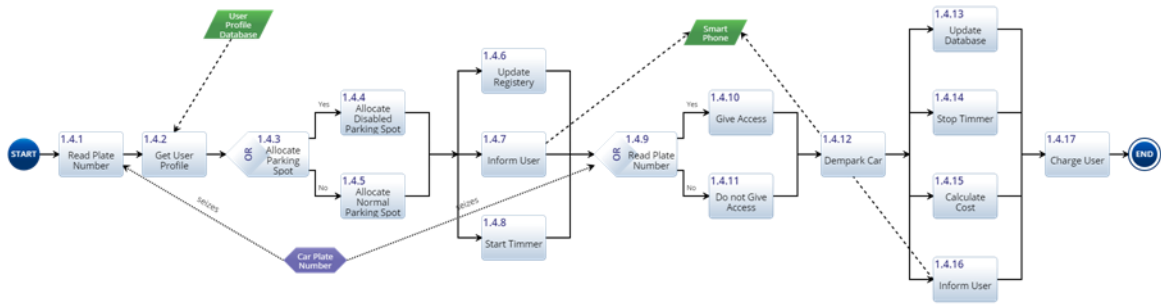 User
Profile
Database
Smart
Phone
START
1.4.1
Read Plate
Number
1.4.2
Get User
Profile
OR
1.4.3
Allocate
Parking
Spot
Yes
No
1.4.4
Allocate
Disabled
Parking Spot
1.4.5
Allocate
Normal
Parking Spot
1.4.6
Update
Registery
1.4.7
Inform User
1.4.8
Start Timmer
OR
1.4.9
Read Plate
Number
Yes
No
1.4.10
Give Access
1.4.11
Do not Give
Access
1.4.12
Dempark Car
1.4.13
Update
Database
1.4.14
Stop Timmer
1.4.15
Calculate
Cost
1.4.16
Inform User
1.4.17
Charge User
END
seizes
seizes
Car Plate
Number